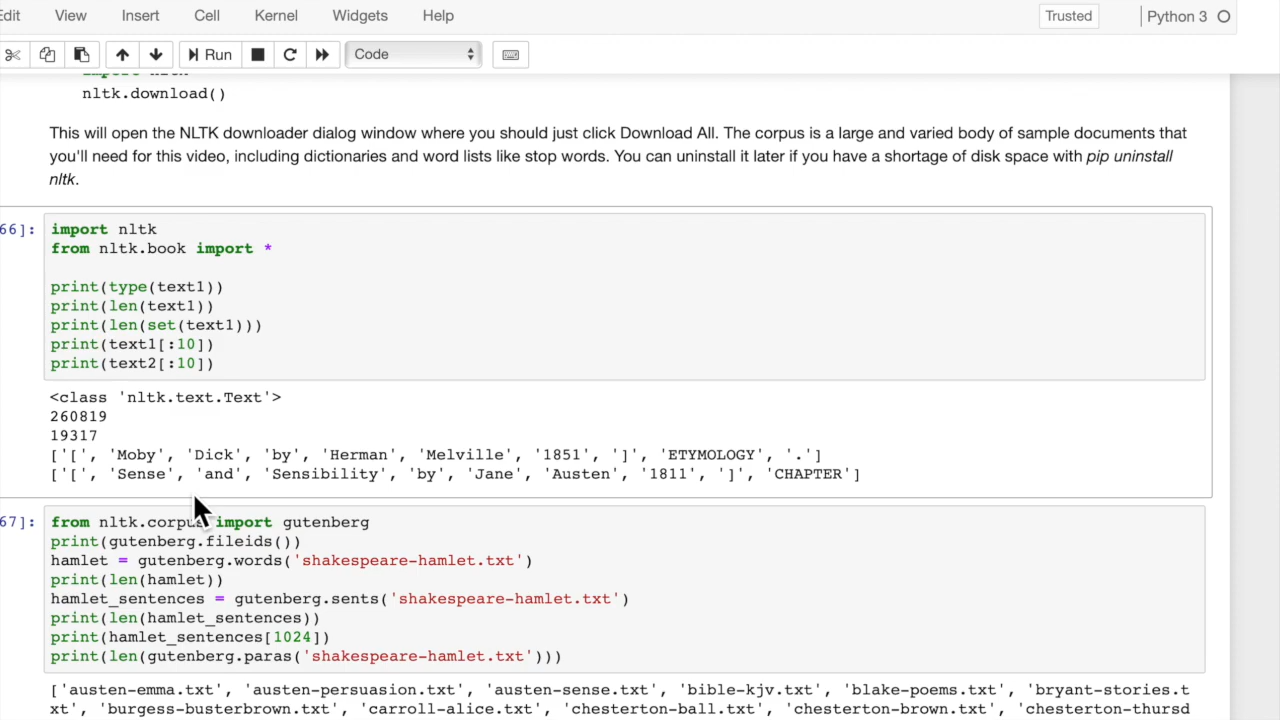 Edit View Insert Cell Kernel Widgets Help Trusted Python 3
Run Code
import nltk
nltk.download()
This will open the NLTK downloader dialog window where you should just click Download All. The corpus is a large and varied body of sample documents that
you'll need for this video, including dictionaries and word lists like stop words. You can uninstall it later if you have a shortage of disk space with pip uninstall
nltk.
66]:
import nltk
from nltk.book import *
print(type(text1))
print(len(text1))
print(len(set(text1)))
print(text1[:10])
print(text2[:10])
<class 'nltk.text.Text'>
260819
19317
['[', 'Moby', 'Dick', 'by', 'Herman', 'Melville', '1851', ']', 'ETYMOLOGY', '.']
['[', 'Sense', 'and', 'Sensibility', 'by', 'Jane', 'Austen', '1811', ']', 'CHAPTER']
67]:
from nltk.corpus import gutenberg
print(gutenberg.fileids())
hamlet = gutenberg.words('shakespeare-hamlet.txt')
print(len(hamlet))
hamlet_sentences = gutenberg.sents('shakespeare-hamlet.txt')
print(len(hamlet_sentences))
print(hamlet_sentences[1024])
print(len(gutenberg.paras('shakespeare-hamlet.txt')))
['austen-emma.txt', 'austen-persuasion.txt', 'austen-sense.txt', 'bible-kjv.txt', 'blake-poems.txt', 'bryant-stories.t
xt', 'burgess-busterbrown.txt', 'carroll-alice.txt', 'chesterton-ball.txt', 'chesterton-brown.txt', 'chesterton-thursd